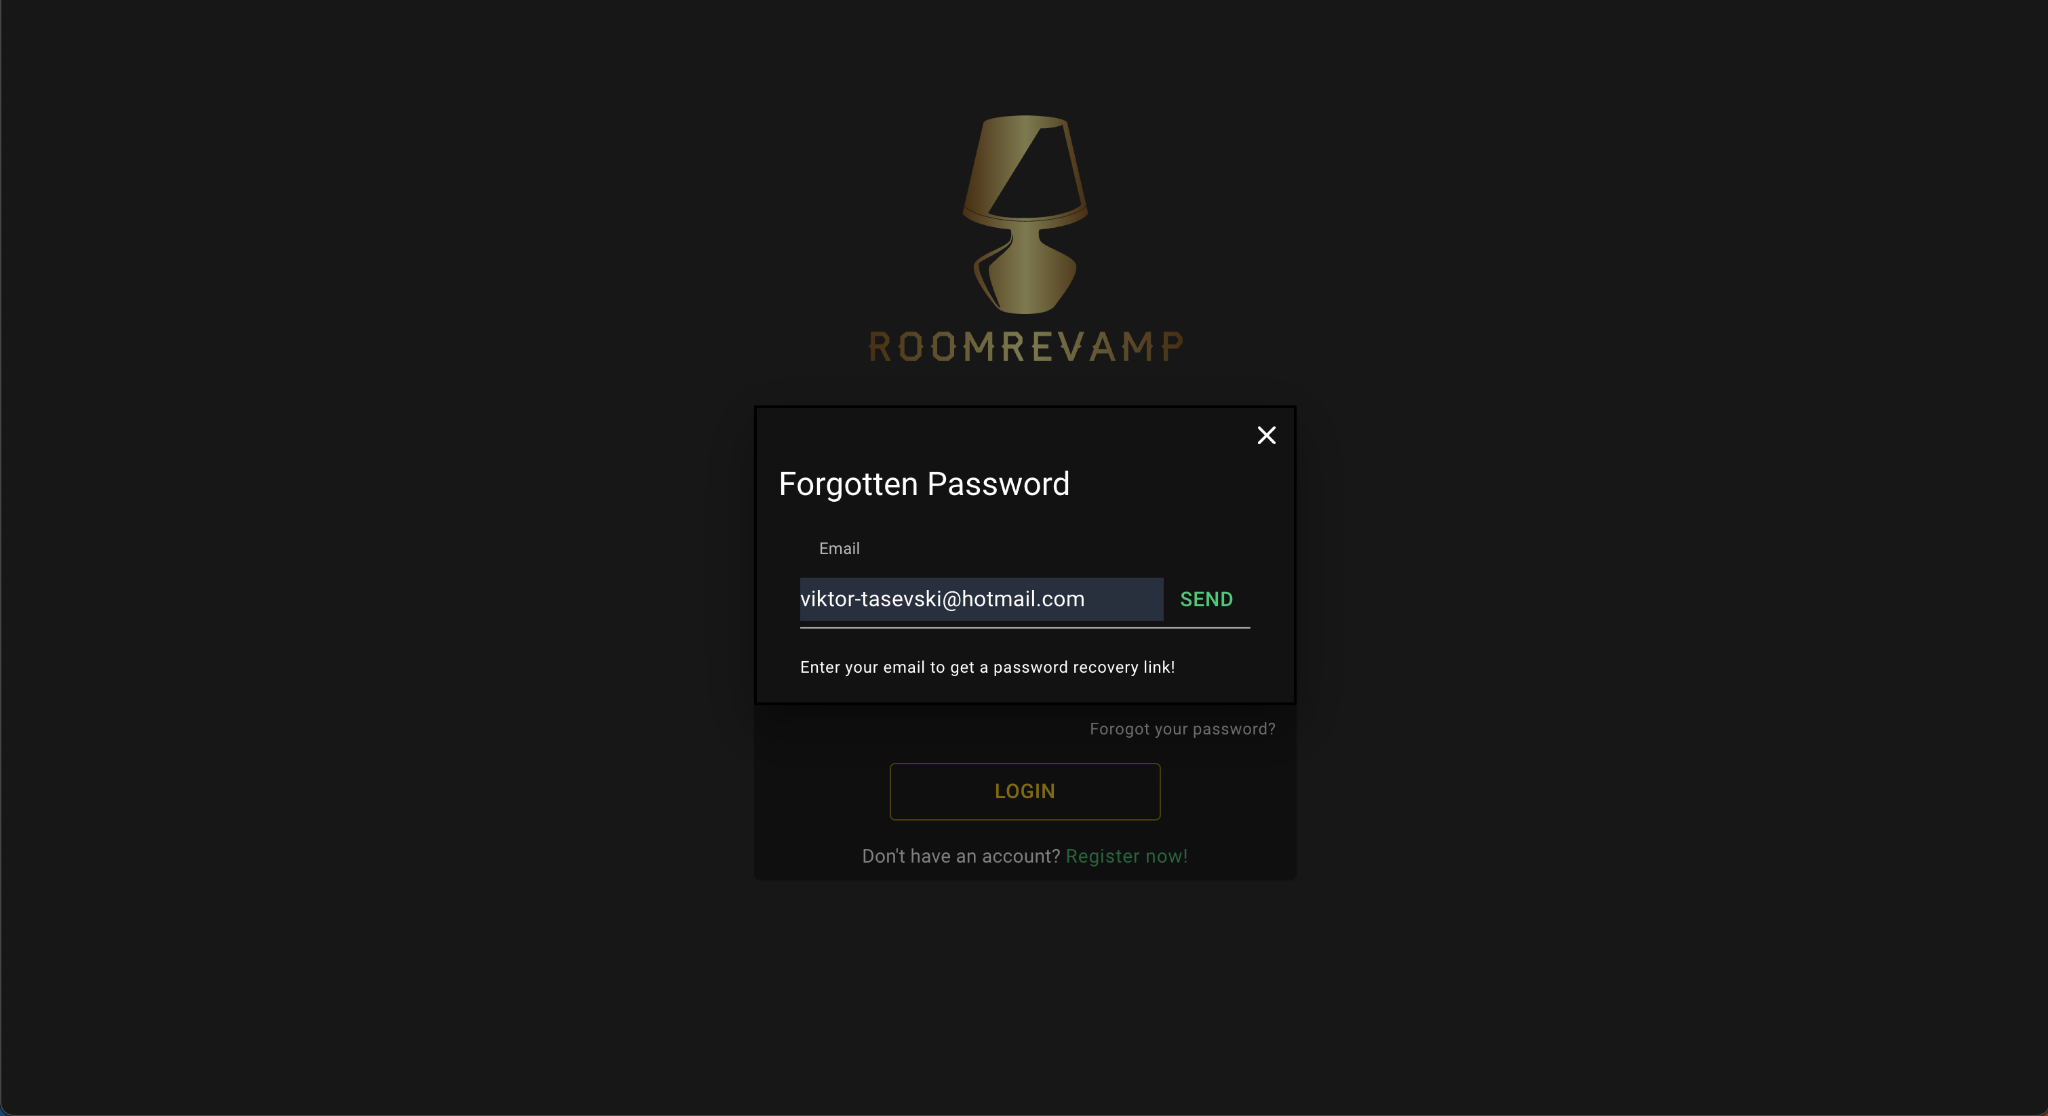 ROOMREVAMP
Forgotten Password
Email
viktor-tasevski@hotmail.com SEND
Enter your email to get a password recovery link!
Forogot your password?
LOGIN
Don't have an account? Register now!